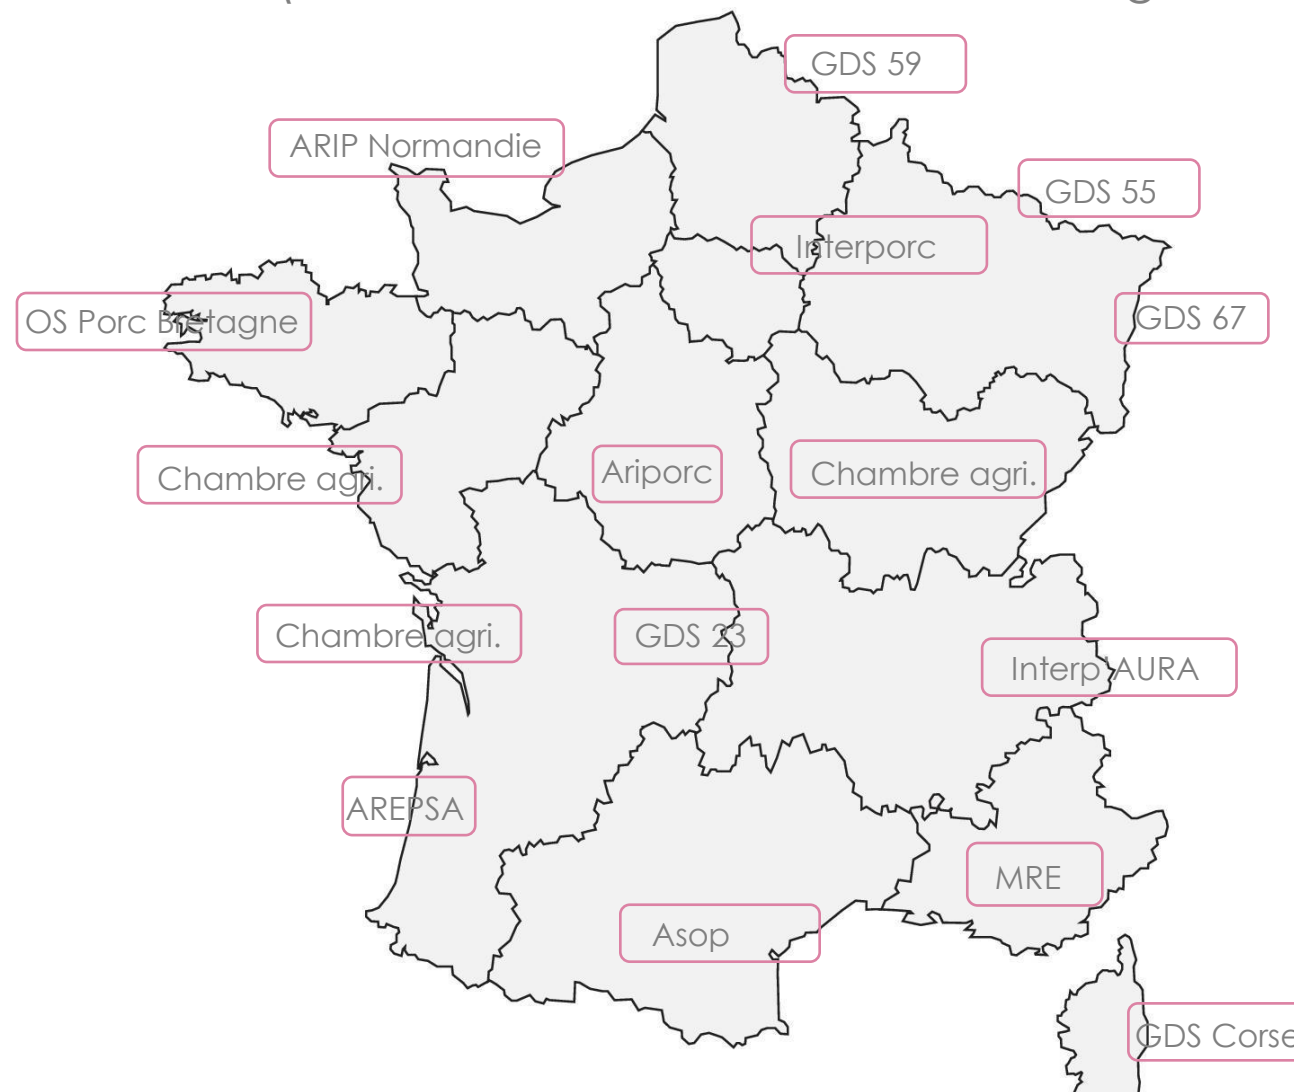 GDS 59
ARIP Normandie
GDS 55
Interporc
OS Porc Bretagne
GDS 67
Chambre agri.
Ariporc
Chambre agri.
Chambre agri.
GDS 23
Interp'AURA
AREPSA
MRE
Asop
GDS Corse